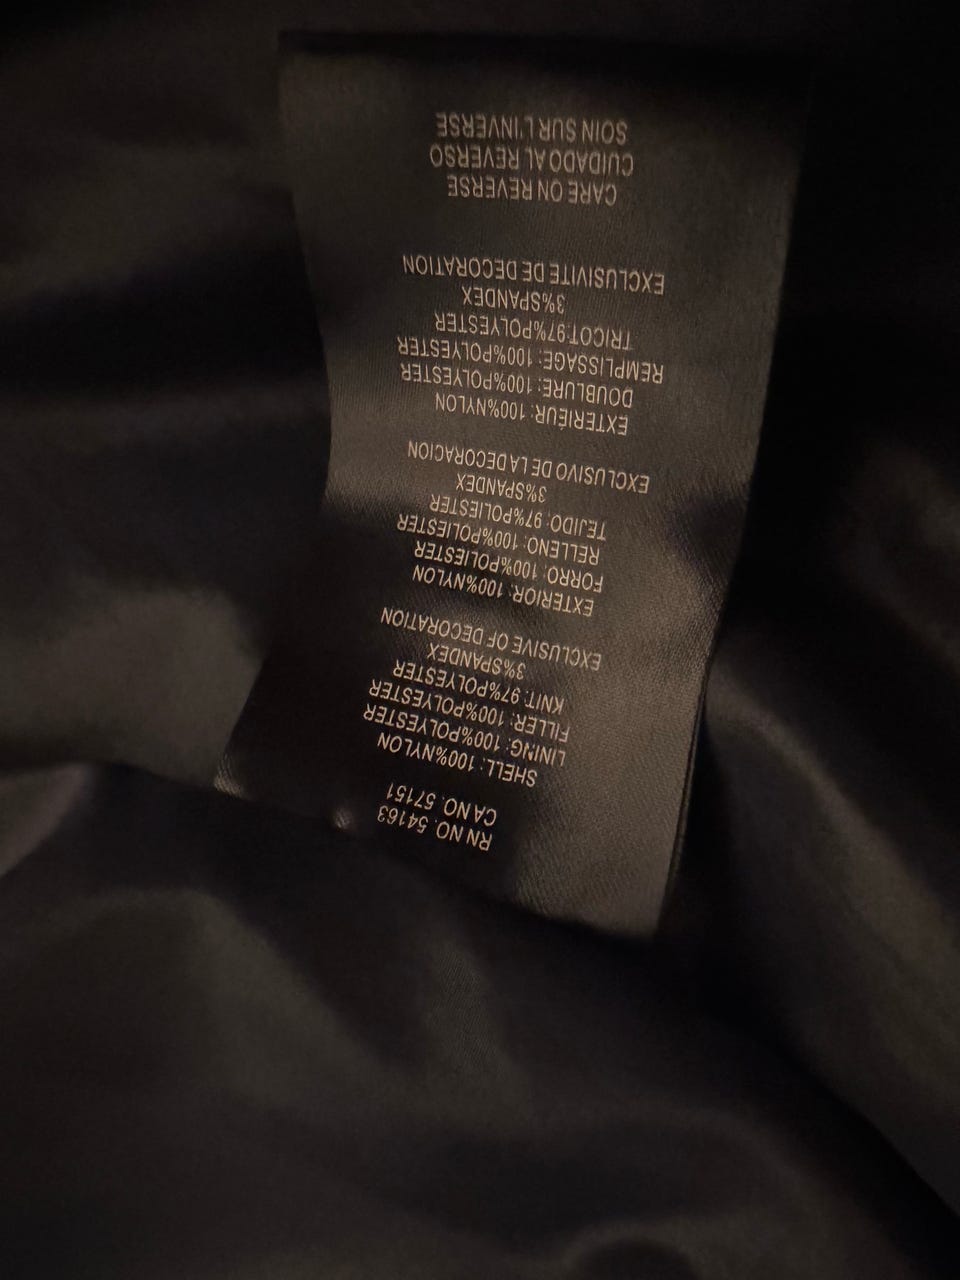 RN NO. 54163
CA NO. 57151
SHELL: 100%NYLON
LINING: 100%POLYESTER
FILLER: 100%POLYESTER
KNIT: 97%POLYESTER
3%SPANDEX
EXCLUSIVE OF DECORATION
EXTERIOR: 100%NYLON
FORRO: 100%POLIESTER
RELLENO: 100%POLIESTER
TEJIDO: 97%POLIESTER
3%SPANDEX
EXCLUSIVO DE LA DECORACION
EXTERIEUR: 100%NYLON
DOUBLURE: 100%POLYESTER
REMPLISSAGE: 100%POLYESTER
TRICOT:97%POLYESTER
3%SPANDEX
EXCLUSIVITE DE DECORATION
CARE ON REVERSE
CUIDADO AL REVERSO
SOIN SUR L'INVERSE